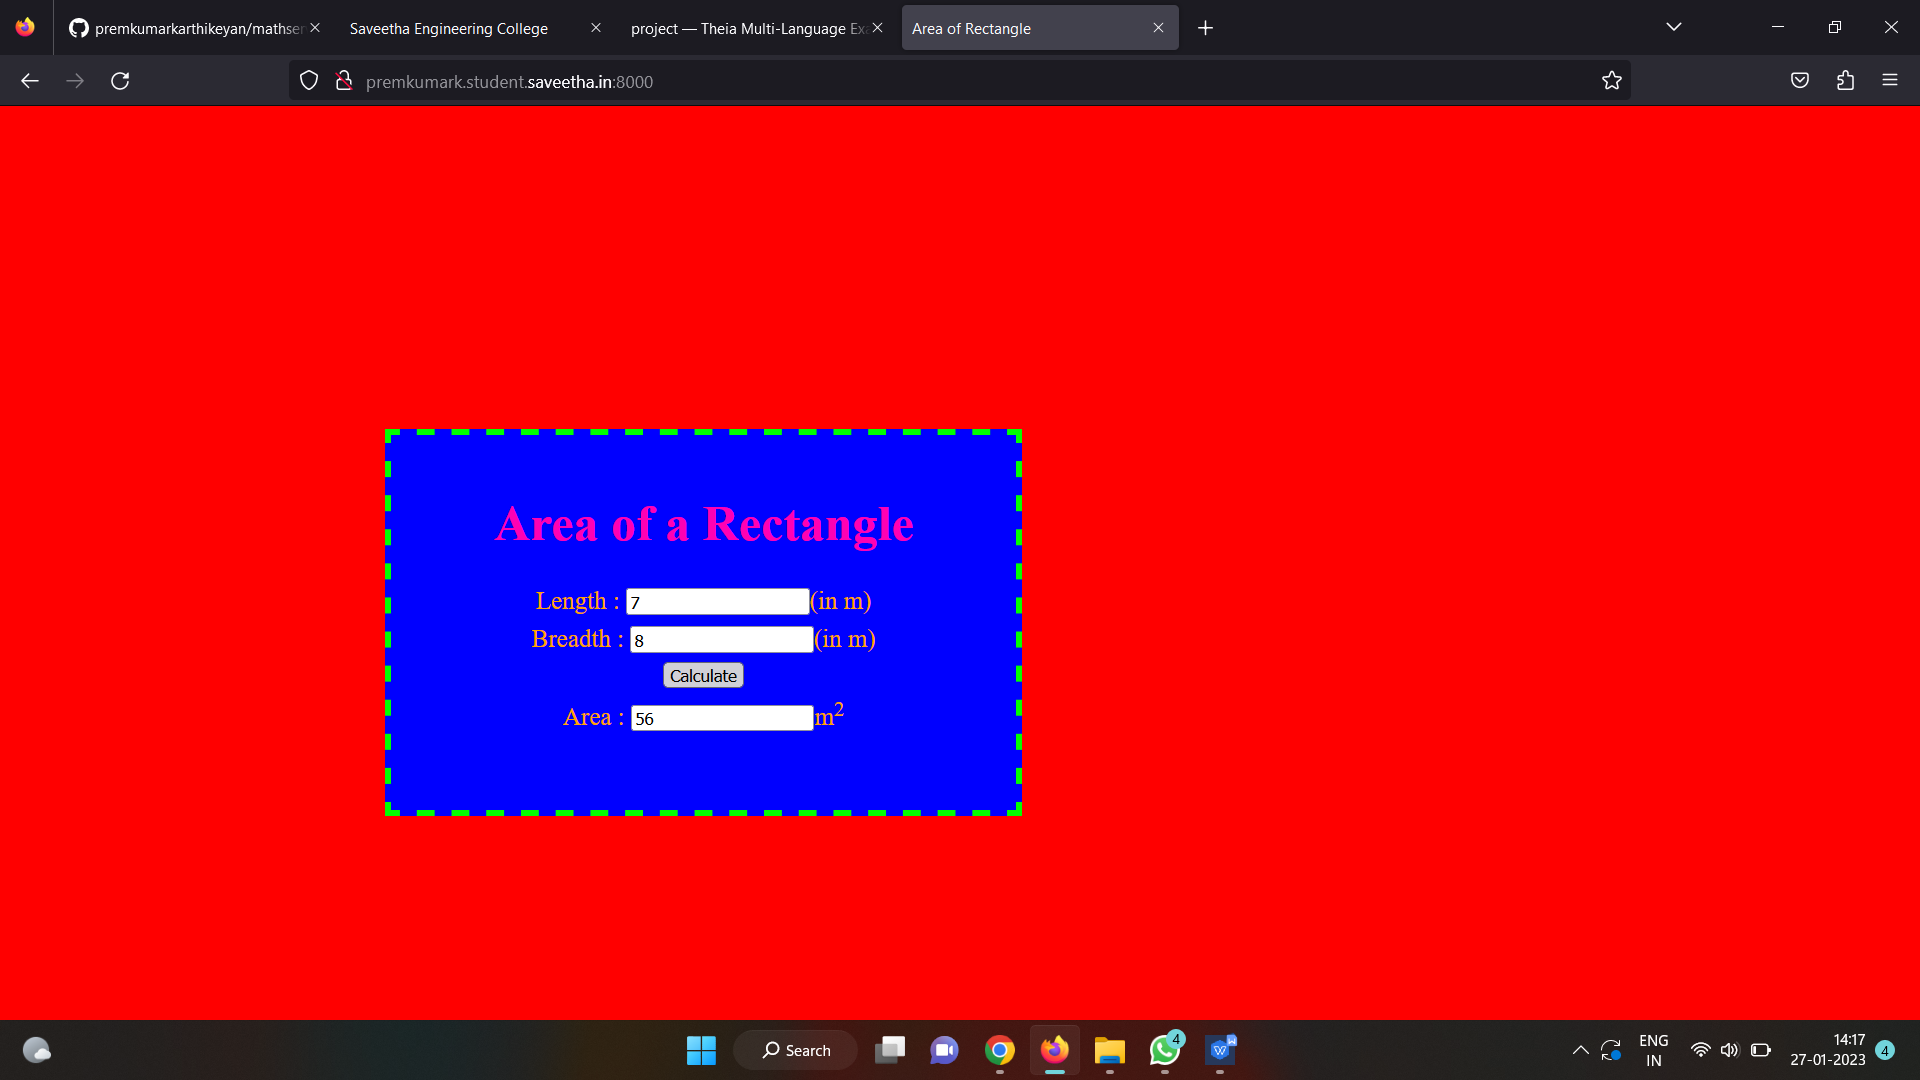 premkumarkarthikeyan/mathser
Saveetha Engineering College
project — Theia Multi-Language Exa
Area of Rectangle
premkumark.student.saveetha.in:8000
Area of a Rectangle
Length : 7 (in m)
Breadth : 8 (in m)
Calculate
Area : 56 m²
Search
4
ENG
IN
14:17
27-01-2023
4